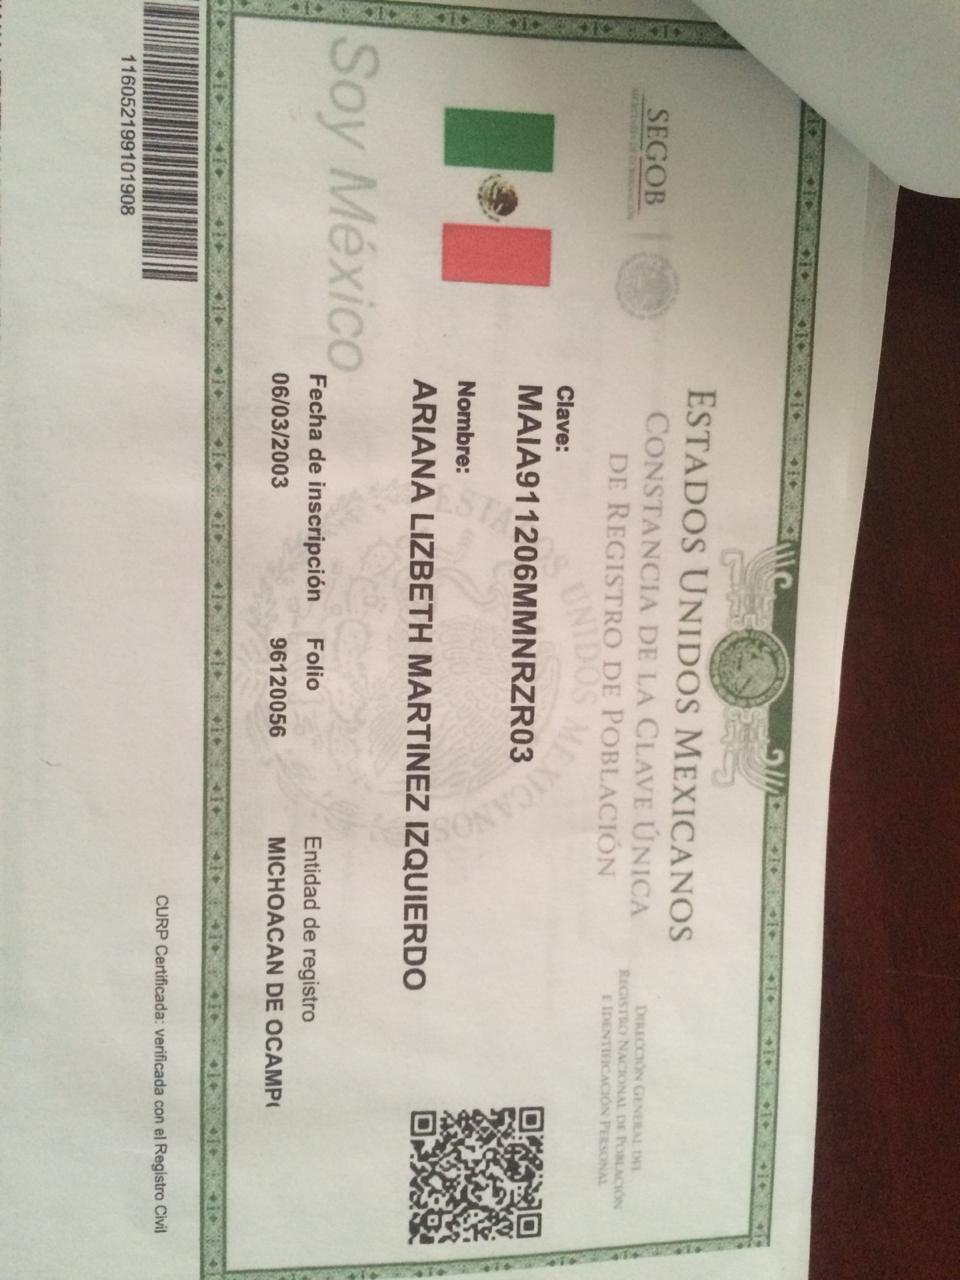 ESTADOS UNIDOS MEXICANOS
CONSTANCIA DE LA CLAVE ÚNICA
DE REGISTRO DE POBLACIÓN
SEGOB
SECRETARÍA DE GOBERNACIÓN
DIRECCIÓN GENERAL DEL
REGISTRO NACIONAL DE POBLACIÓN
E IDENTIFICACIÓN PERSONAL
ESTADOS UNIDOS MEXICANOS
Clave:
MAIA911206MMNRZR03
Nombre:
ARIANA LIZBETH MARTINEZ IZQUIERDO
Soy México
Fecha de inscripción Folio Entidad de registro
06/03/2003 96120056 MICHOACAN DE OCAMP
CURP Certificada: verificada con el Registro Civil
116052199101908